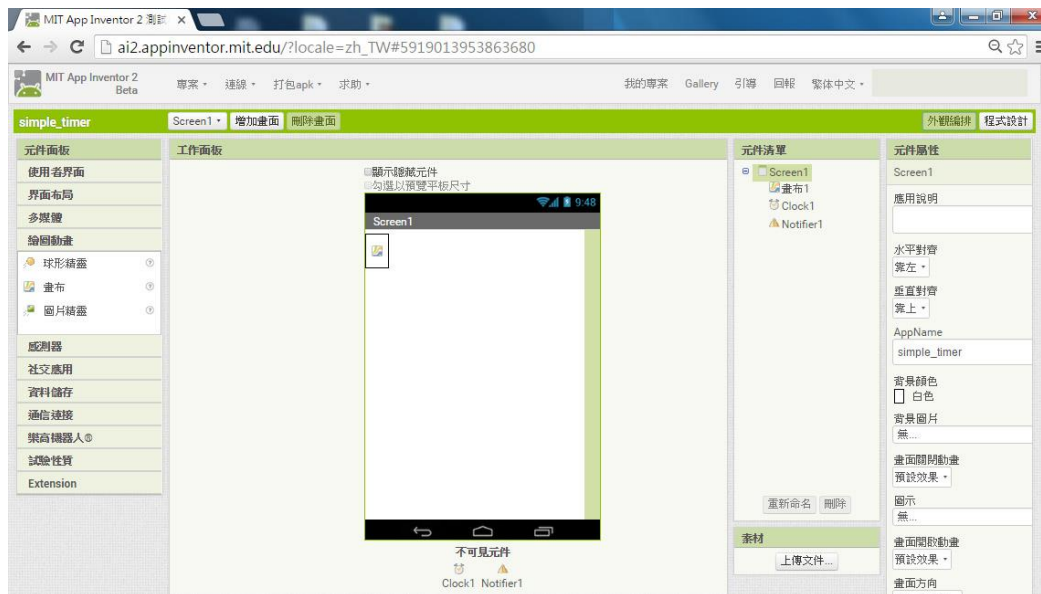 MIT App Inventor 2 測試
ai2.appinventor.mit.edu/?locale=zh_TW#5919013953863680
MIT App Inventor 2
Beta
專案 連線 打包apk 求助 我的專案 Gallery 引導 回報 繁體中文
simple_timer Screen1 增加畫面 刪除畫面 外觀編排 程式設計
元件面板
使用者界面
界面布局
多媒體
繪圖動畫
球形精靈
畫布
圖片精靈
感測器
社交應用
資料儲存
通信連接
樂高機器人®
試驗性質
Extension
工作面板
顯示隱藏元件
勾選以預覽平板尺寸
9:48
Screen1
不可見元件
Clock1 Notifier1
元件清單
Screen1
畫布1
Clock1
Notifier1
重新命名 刪除
素材
上傳文件...
元件屬性
Screen1
應用說明
水平對齊
靠左
垂直對齊
靠上
AppName
simple_timer
背景顏色
白色
背景圖片
無...
畫面關閉動畫
預設效果
圖示
無...
畫面開啟動畫
預設效果
畫面方向